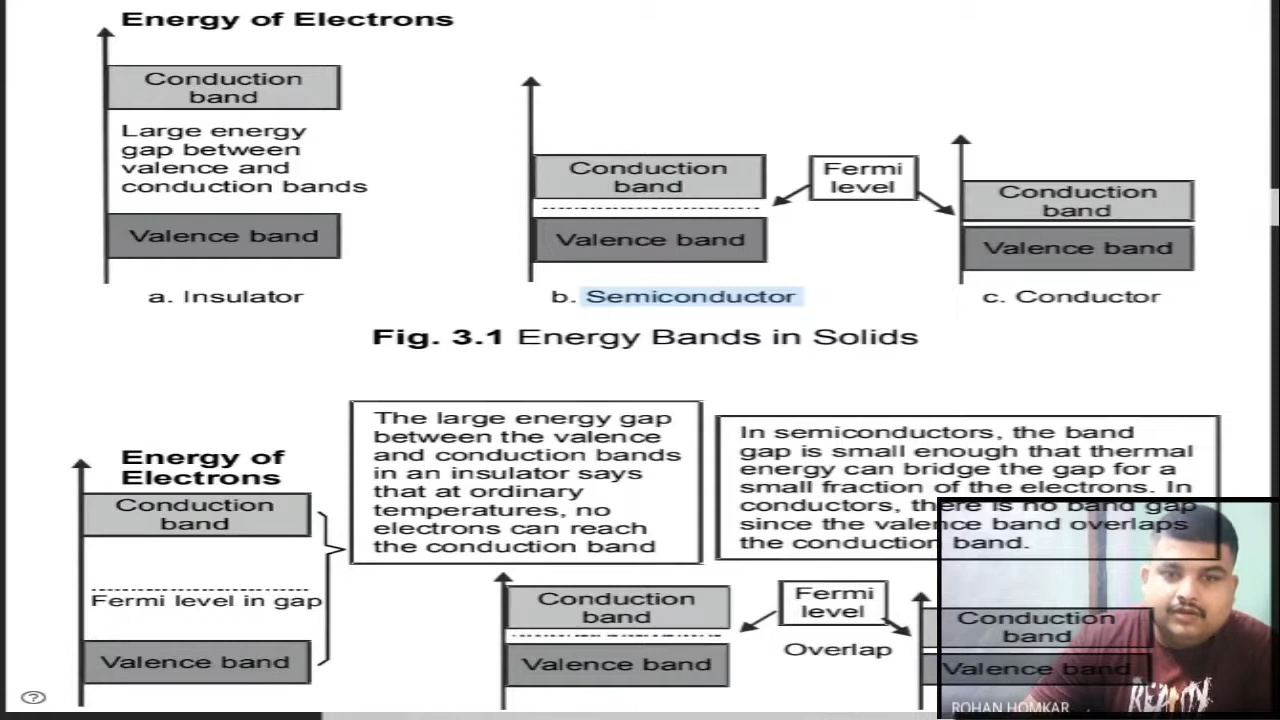 Energy of Electrons
Conduction
band
Large energy
gap between
valence and
conduction bands
Valence band
a. Insulator
Conduction
band
Valence band
b. Semiconductor
Fermi
level
Conduction
band
Valence band
c. Conductor
Fig. 3.1 Energy Bands in Solids
Energy of
Electrons
Conduction
band
Fermi level in gap
Valence band
The large energy gap
between the valence
and conduction bands
in an insulator says
that at ordinary
temperatures, no
electrons can reach
the conduction band
In semiconductors, the band
gap is small enough that thermal
energy can bridge the gap for a
small fraction of the electrons. In
conductors, there is no band gap
since the valence band overlaps
the conduction band.
Conduction
band
Valence band
Fermi
level
Overlap
Conduction
band
Valence band
ROHAN HOMKAR
?